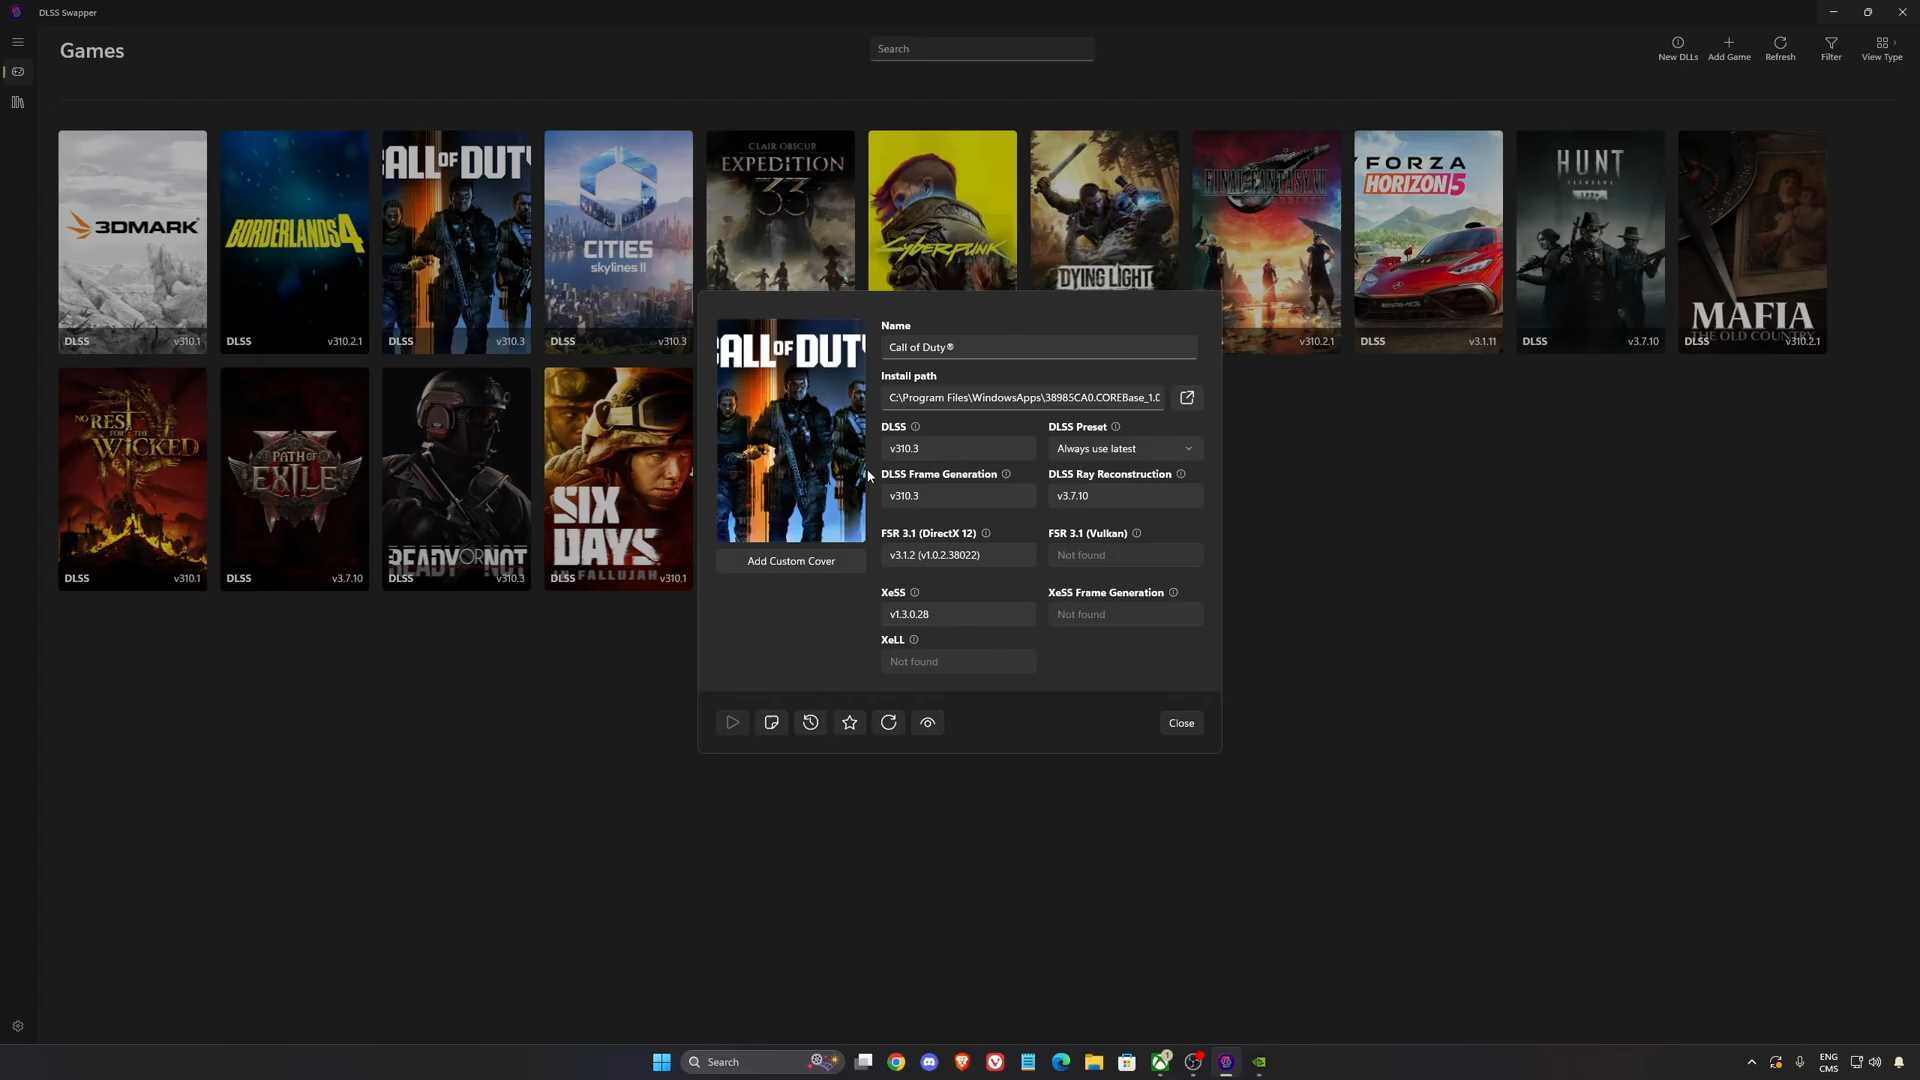 DLSS Swapper
Games
Search
New DLLs
Add Game
Refresh
Filter
View Type
3DMARK
DLSS v310.1
BORDERLANDS 4
DLSS v310.2.1
ALL OF DUTY
DLSS v310.3
CITIES
skylines II
DLSS v310.3
CLAIR OBSCUR
EXPEDITION
33
CYBERPUNK
DYING LIGHT
FINAL FANTASY VII
v310.2.1
FORZA
HORIZON 5
DLSS v3.1.11
HUNT
DLSS v3.7.10
MAFIA
THE OLD COUNTRY
DLSS v310.2.1
NO REST
FOR THE
WICKED
DLSS v310.1
PATH OF
EXILE
DLSS v3.7.10
READY OR NOT
DLSS v310.3
SIX
DAYS
IN FALLUJAH
DLSS v310.1
ALL OF DUTY
Add Custom Cover
Name
Call of Duty®
Install path
C:\Program Files\WindowsApps\38985CA0.COREBase_1.0
DLSS
v310.3
DLSS Preset
Always use latest
DLSS Frame Generation
v310.3
DLSS Ray Reconstruction
v3.7.10
FSR 3.1 (DirectX 12)
v3.1.2 (v1.0.2.38022)
FSR 3.1 (Vulkan)
Not found
XeSS
v1.3.0.28
XeSS Frame Generation
Not found
XeLL
Not found
Close
Search
1
ENG
CMS